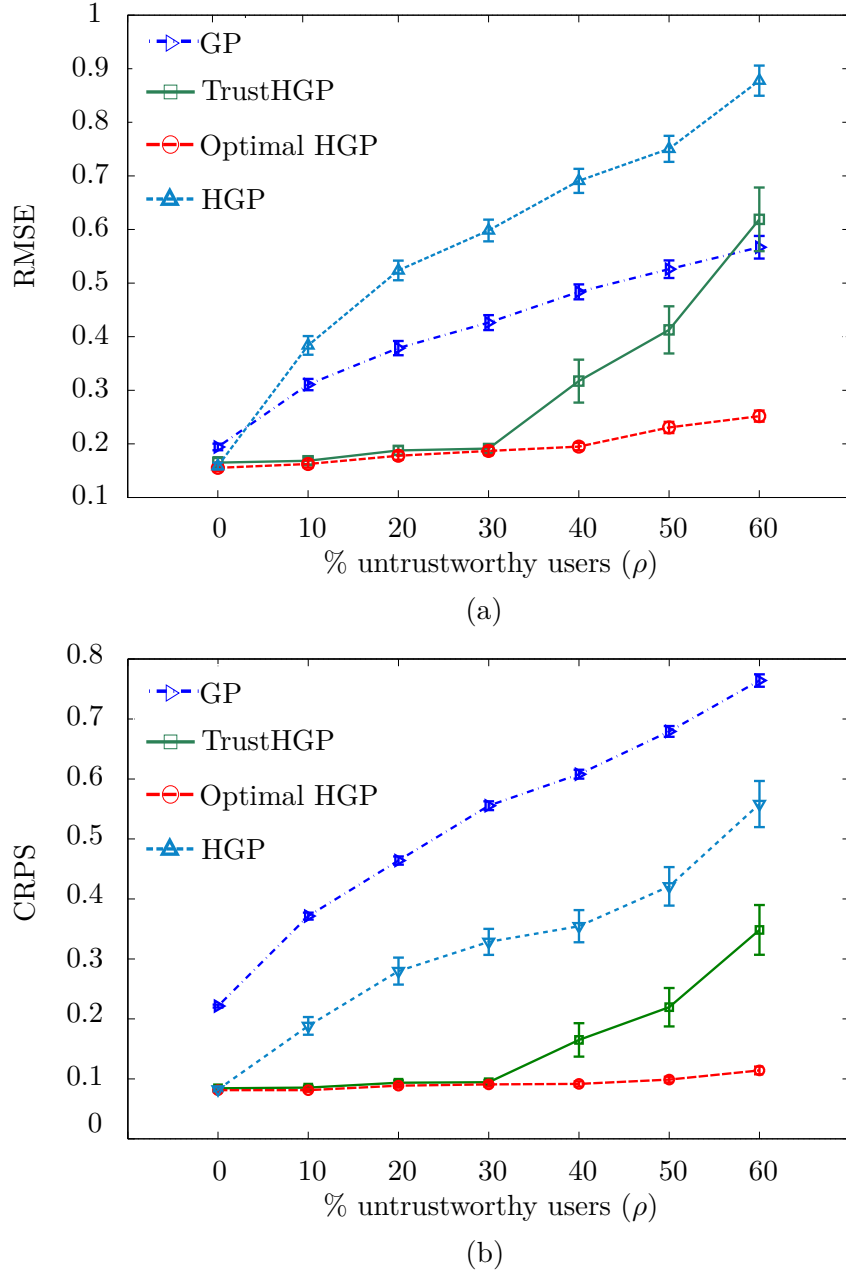 1
0.9
0.8
0.7
0.6
0.5
0.4
0.3
0.2
0.1
RMSE
GP
TrustHGP
Optimal HGP
HGP
0 10 20 30 40 50 60
% untrustworthy users (ρ)
(a)
0.8
0.7
0.6
0.5
0.4
0.3
0.2
0.1
0
CRPS
GP
TrustHGP
Optimal HGP
HGP
0 10 20 30 40 50 60
% untrustworthy users (ρ)
(b)